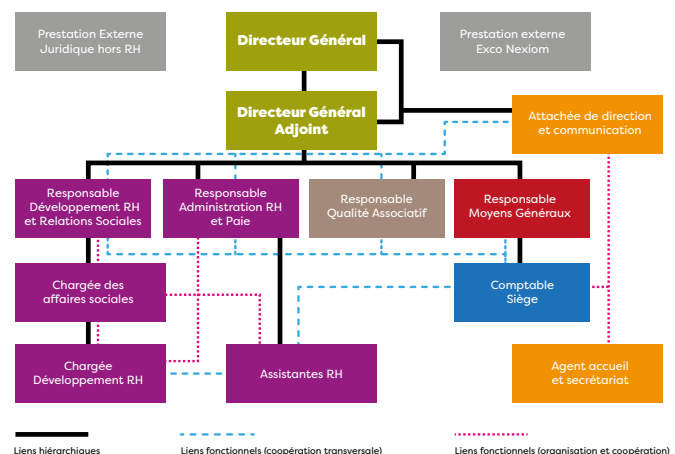 Prestation Externe
Juridique hors RH
Directeur Général
Prestation externe
Exco Nexiom
Directeur Général
Adjoint
Attachée de direction
et communication
Responsable
Développement RH
et Relations Sociales
Responsable
Administration RH
et Paie
Responsable
Qualité Associatif
Responsable
Moyens Généraux
Chargée des
affaires sociales
Comptable
Siège
Chargée
Développement RH
Assistantes RH
Agent accueil
et secrétariat
Liens hiérarchiques
Liens fonctionnels (coopération transversale)
Liens fonctionnels (organisation et coopération)